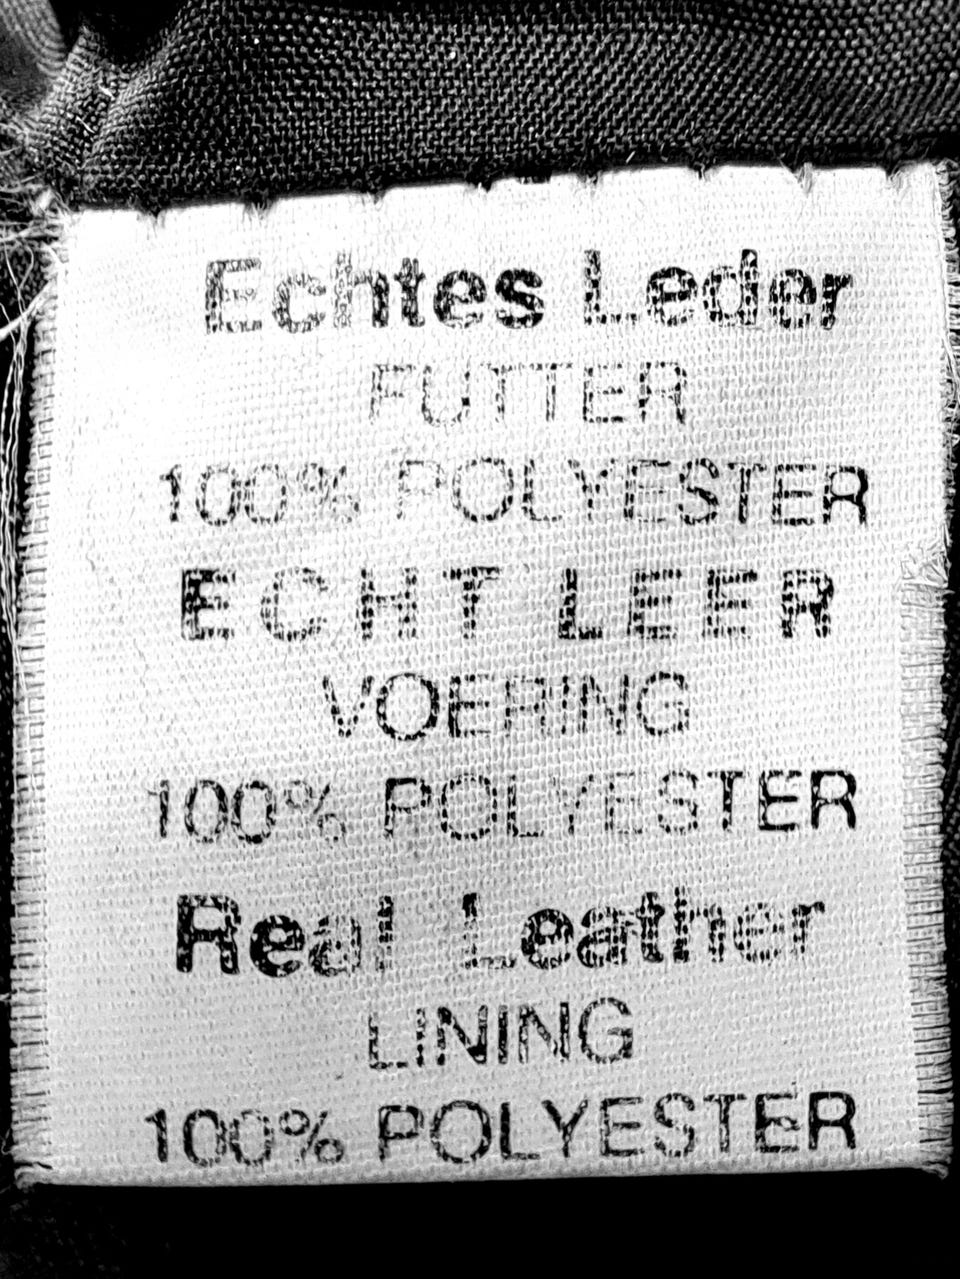 Echtes Leder
FUTTER
100% POLYESTER
ECHT LEER
VOERING
100% POLYESTER
Real Leather
LINING
100% POLYESTER